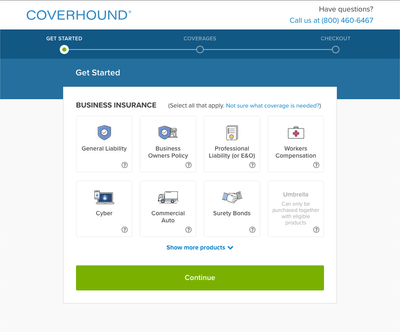 COVERHOUND®
Have questions?
Call us at (800) 460-6467
GET STARTED
COVERAGES
CHECKOUT
Get Started
BUSINESS INSURANCE (Select all that apply. Not sure what coverage is needed?)
General Liability
?
Business
Owners Policy
?
Professional
Liability (or E&O)
?
Workers
Compensation
?
Cyber
?
Commercial
Auto
?
Surety Bonds
?
Umbrella
Can only be
purchased together
with eligible
products
?
Show more products
Continue